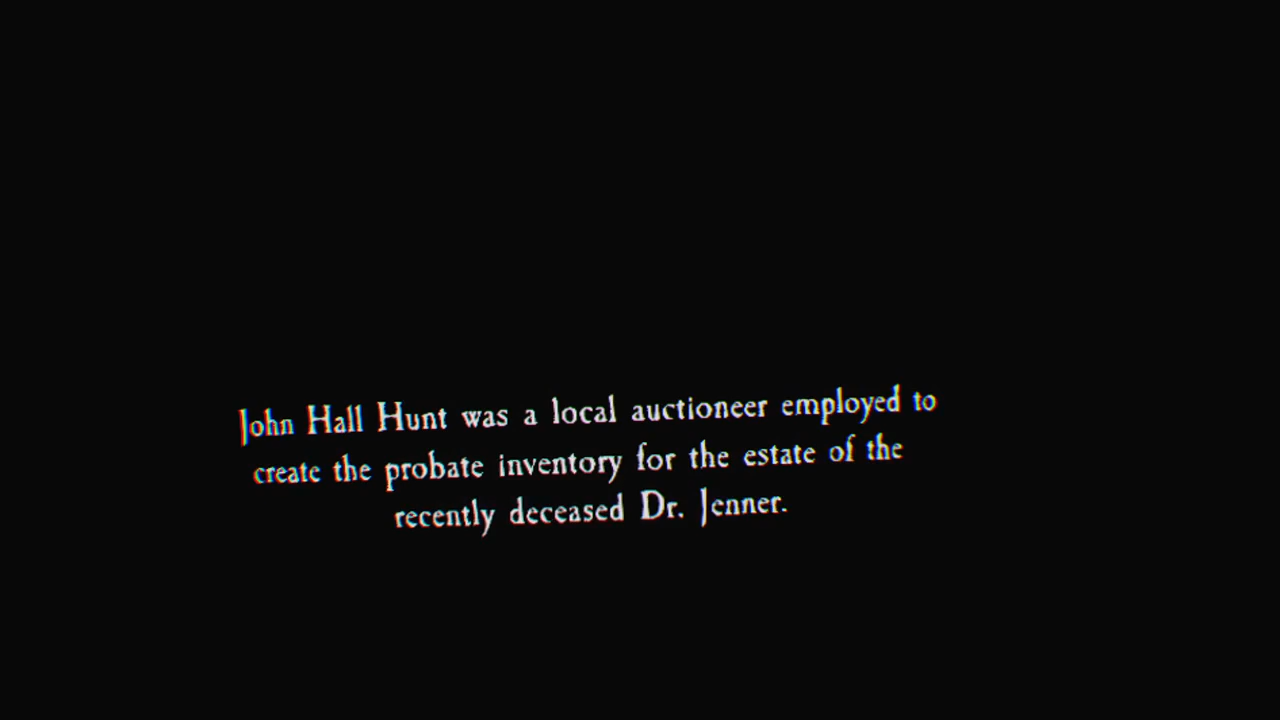 John Hall Hunt was a local auctioneer employed to
create the probate inventory for the estate of the
recently deceased Dr. Jenner.